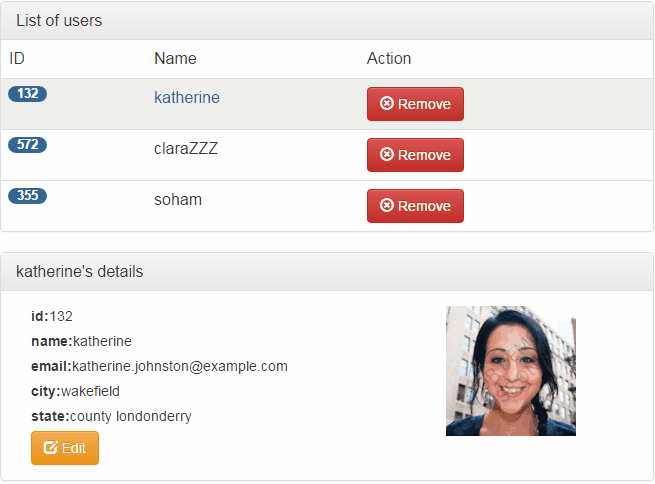 List of users
ID Name Action
132 katherine Remove
572 claraZZZ Remove
355 soham Remove
katherine's details
id:132
name:katherine
email:katherine.johnston@example.com
city:wakefield
state:county londonderry
Edit